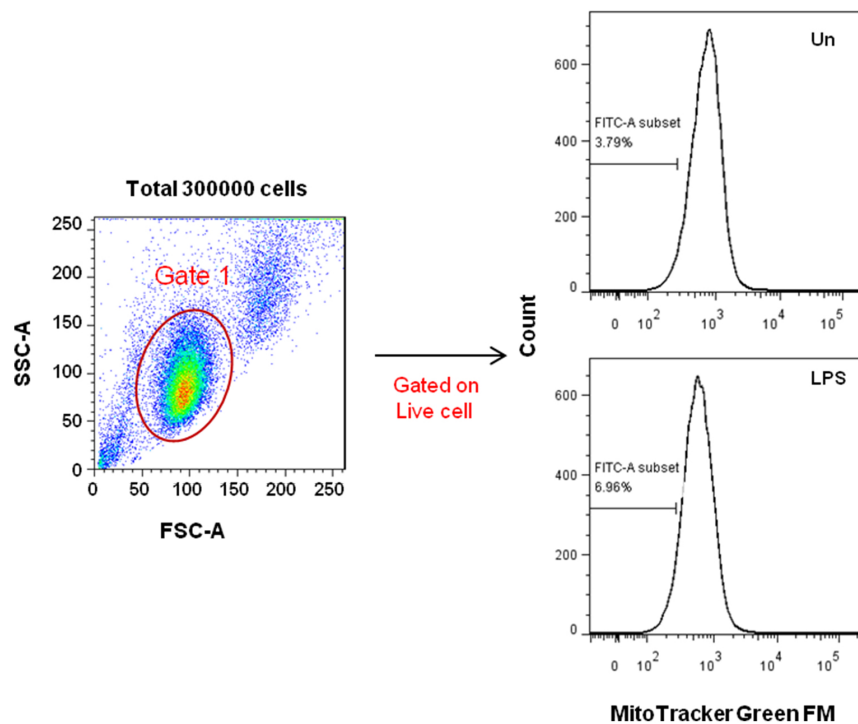 Total 300000 cells
Gate 1
SSC-A
250
200
150
100
50
0
0 50 100 150 200 250
FSC-A
Gated on
Live cell
Count
Un
600
400
200
0
FITC-A subset
3.79%
0 10² 10³ 10⁴ 10⁵
LPS
600
400
200
0
FITC-A subset
6.96%
0 10² 10³ 10⁴ 10⁵
MitoTracker Green FM